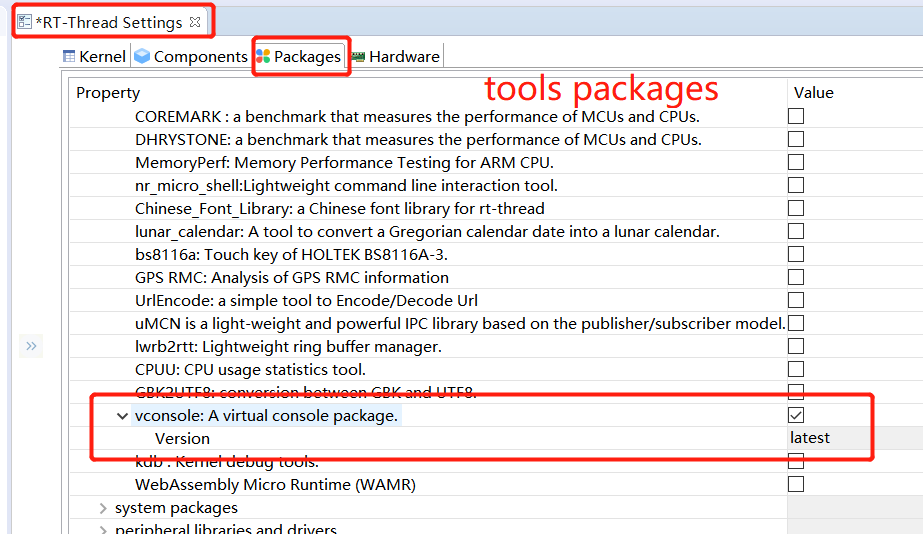 *RT-Thread Settings
Kernel Components Packages Hardware
tools packages
Property Value
COREMARK : a benchmark that measures the performance of MCUs and CPUs.
DHRYSTONE: a benchmark that measures the performance of MCUs and CPUs.
MemoryPerf: Memory Performance Testing for ARM CPU.
nr_micro_shell:Lightweight command line interaction tool.
Chinese_Font_Library: a Chinese font library for rt-thread
lunar_calendar: A tool to convert a Gregorian calendar date into a lunar calendar.
bs8116a: Touch key of HOLTEK BS8116A-3.
GPS RMC: Analysis of GPS RMC information
UrlEncode: a simple tool to Encode/Decode Url
uMCN is a light-weight and powerful IPC library based on the publisher/subscriber model.
lwrb2rtt: Lightweight ring buffer manager.
CPUU: CPU usage statistics tool.
GBK2UTF8: conversion between GBK and UTF8.
vconsole: A virtual console package.
Version latest
kdb : Kernel debug tools.
WebAssembly Micro Runtime (WAMR)
system packages
peripheral libraries and drivers